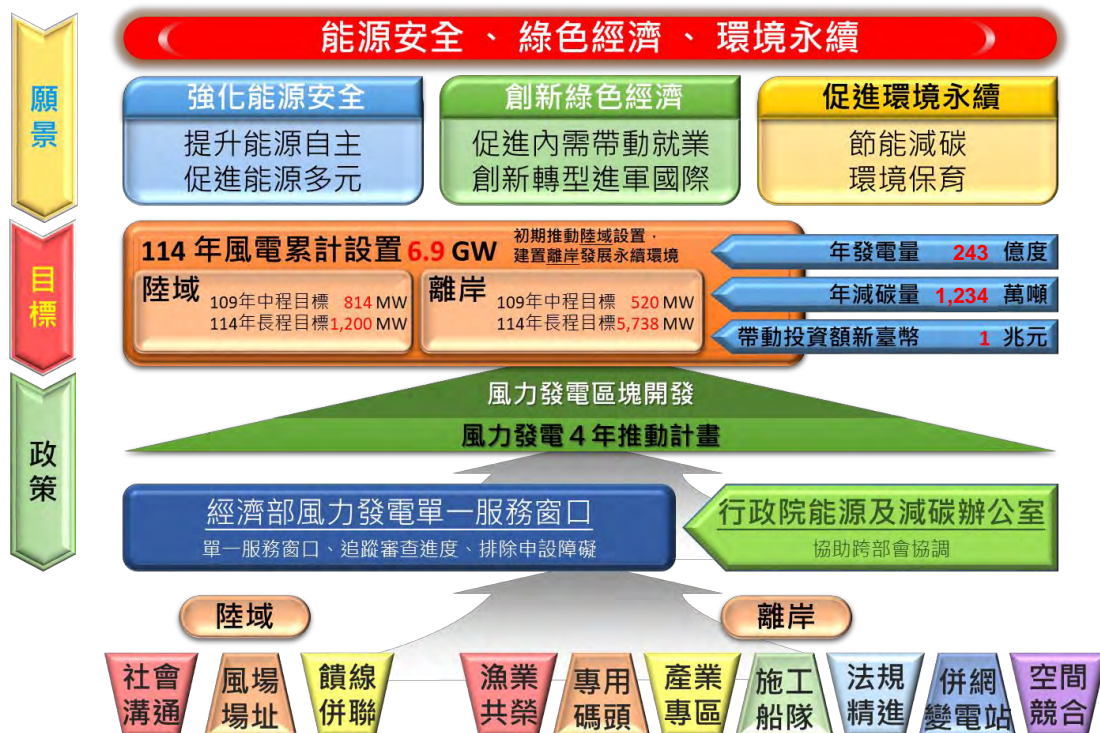 能源安全 、 綠色經濟 、 環境永續
願景
強化能源安全
提升能源自主
促進能源多元
創新綠色經濟
促進內需帶動就業
創新轉型進軍國際
促進環境永續
節能減碳
環境保育
目標
114 年風電累計設置 6.9 GW
初期推動陸域設置，
建置離岸發展永續環境
陸域
109年中程目標 814 MW
114年長程目標1,200 MW
離岸
109年中程目標 520 MW
114年長程目標5,738 MW
年發電量 243 億度
年減碳量 1,234 萬噸
帶動投資額新臺幣 1 兆元
政策
風力發電區塊開發
風力發電４年推動計畫
經濟部風力發電單一服務窗口
單一服務窗口、追蹤審查進度、排除申設障礙
行政院能源及減碳辦公室
協助跨部會協調
陸域
離岸
社會
溝通
風場
場址
饋線
併聯
漁業
共榮
專用
碼頭
產業
專區
施工
船隊
法規
精進
併網
變電站
空間
競合